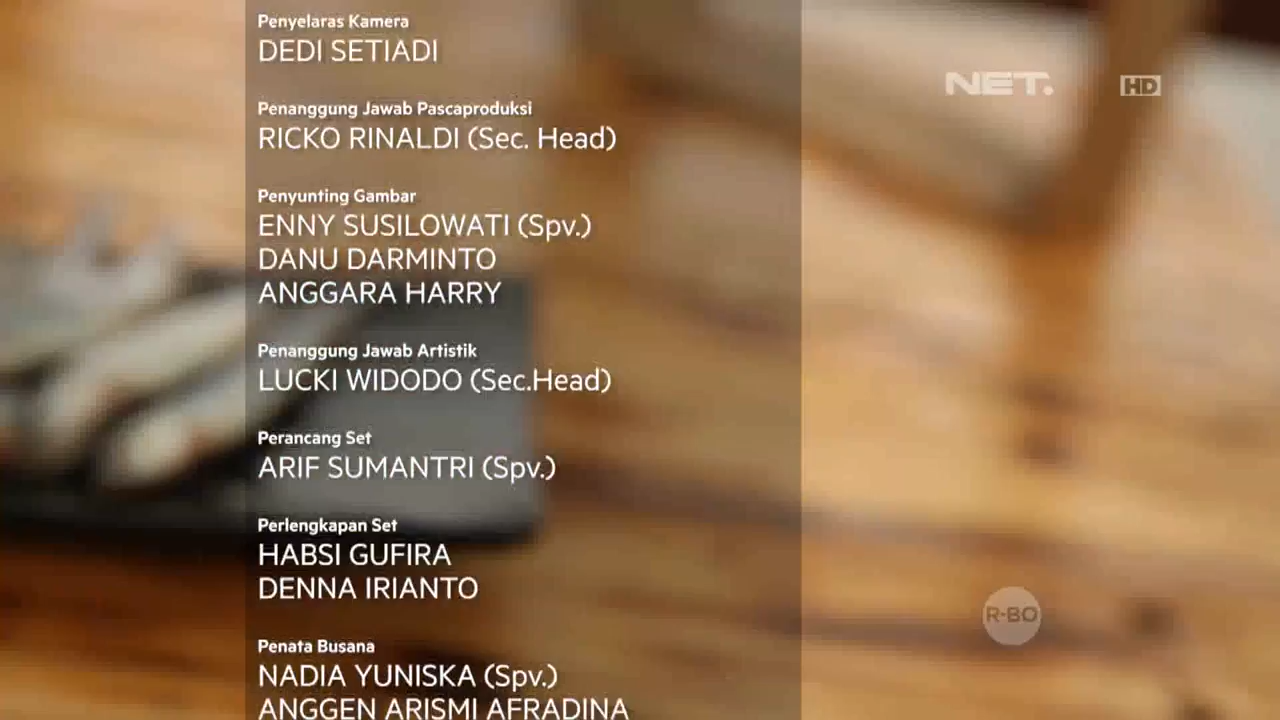 Penyelaras Kamera
DEDI SETIADI
NET.
HD
Penanggung Jawab Pascaproduksi
RICKO RINALDI (Sec. Head)
Penyunting Gambar
ENNY SUSILOWATI (Spv.)
DANU DARMINTO
ANGGARA HARRY
Penanggung Jawab Artistik
LUCKI WIDODO (Sec.Head)
Perancang Set
ARIF SUMANTRI (Spv.)
Perlengkapan Set
HABSI GUFIRA
DENNA IRIANTO
R-BO
Penata Busana
NADIA YUNISKA (Spv.)
ANGGEN ARISMI AFRADINA